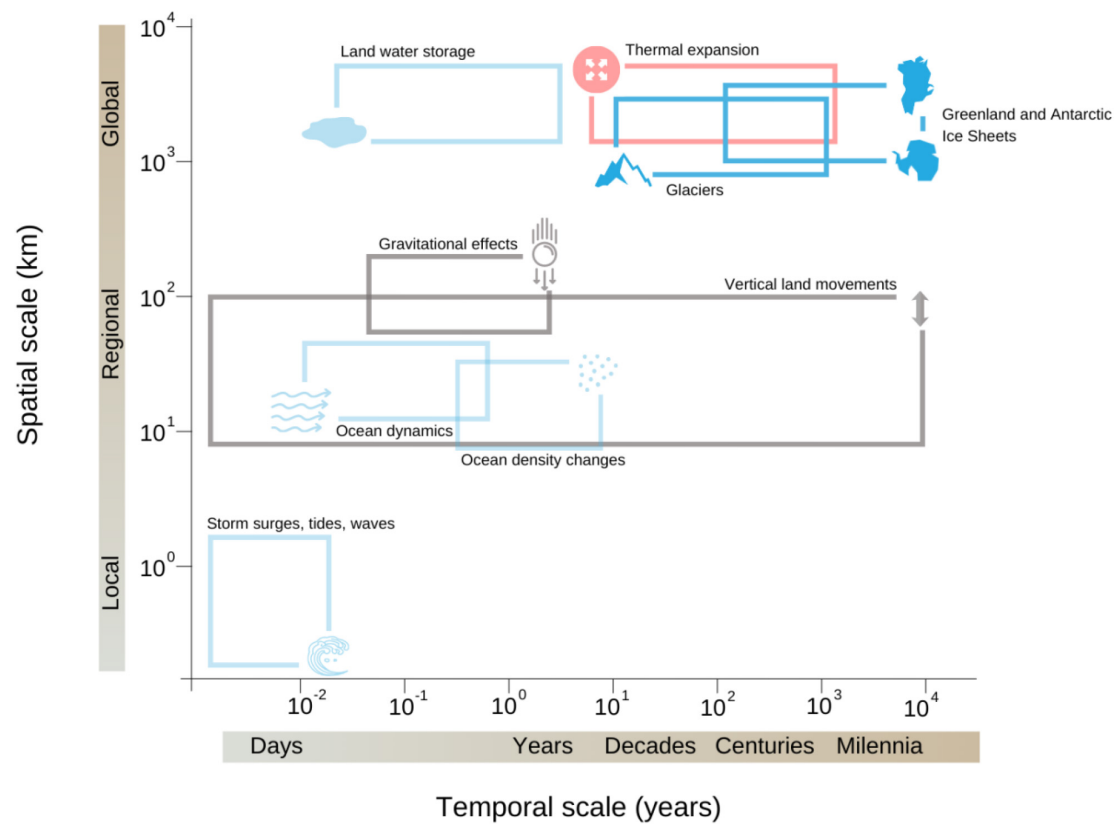 10^4
Land water storage
Thermal expansion
Greenland and Antarctic
Ice Sheets
Global
10^3
Glaciers
Gravitational effects
Vertical land movements
10^2
Spatial scale (km)
Regional
10^1
Ocean dynamics
Ocean density changes
Storm surges, tides, waves
10^0
Local
10^-2 10^-1 10^0 10^1 10^2 10^3 10^4
Days Years Decades Centuries Milennia
Temporal scale (years)